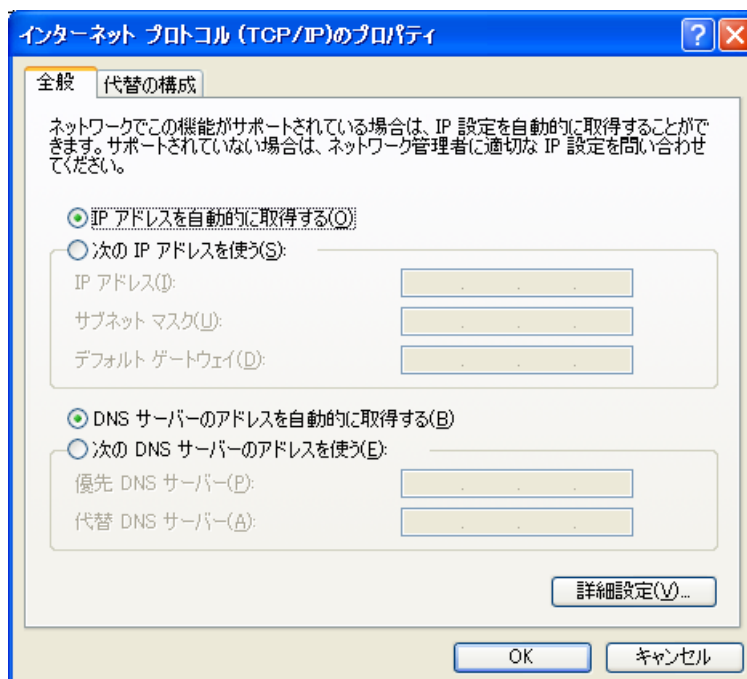 インターネット プロトコル (TCP/IP)のプロパティ
全般
代替の構成
ネットワークでこの機能がサポートされている場合は、IP 設定を自動的に取得することがで
きます。サポートされていない場合は、ネットワーク管理者に適切な IP 設定を問い合わせ
てください。
IP アドレスを自動的に取得する(O)
次の IP アドレスを使う(S):
IP アドレス(I):
サブネット マスク(U):
デフォルト ゲートウェイ(D):
DNS サーバーのアドレスを自動的に取得する(B)
次の DNS サーバーのアドレスを使う(E):
優先 DNS サーバー(P):
代替 DNS サーバー(A):
詳細設定(V)...
OK
キャンセル